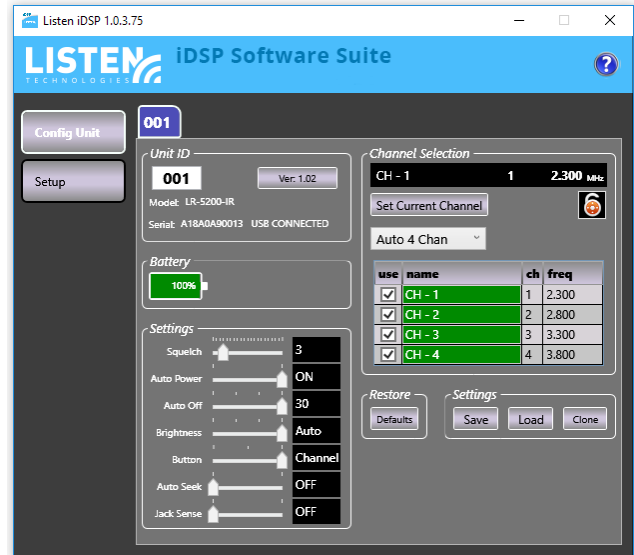 Listen iDSP 1.0.3.75
LISTEN
TECHNOLOGIES
iDSP Software Suite
?
Config Unit
Setup
001
Unit ID
001
Ver: 1.02
Model: LR-5200-IR
Serial: A18A0A90013 USB CONNECTED
Battery
100%
Settings
Squelch 3
Auto Power ON
Auto Off 30
Brightness Auto
Button Channel
Auto Seek OFF
Jack Sense OFF
Channel Selection
CH - 1 1 2.300 MHz
Set Current Channel
Auto 4 Chan
use name ch freq
CH - 1 1 2.300
CH - 2 2 2.800
CH - 3 3 3.300
CH - 4 4 3.800
Restore
Defaults
Settings
Save Load Clone